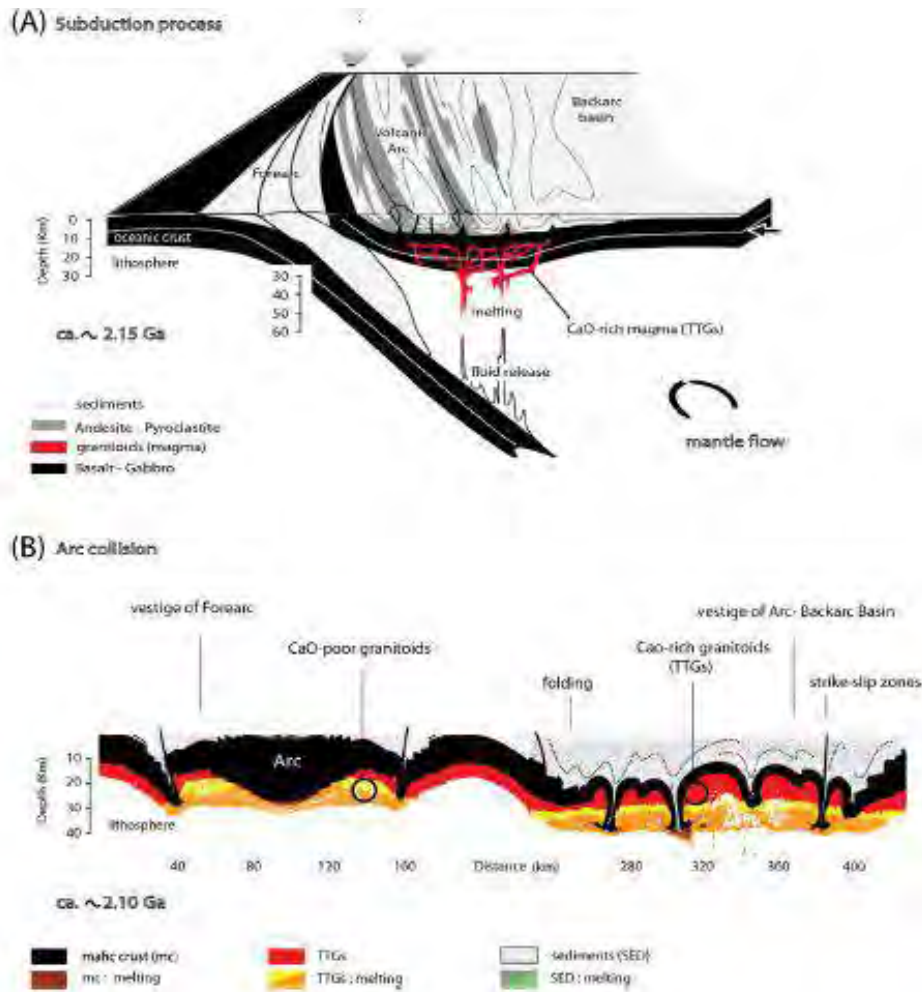 (A) Subduction process
Backarc
basin
Volcanic
Arc
Forearc
Depth (Km)
0
10
20
30
oceanic crust
lithosphere
30
40
50
60
melting
CaO-rich magma (TTGs)
ca. ~ 2.15 Ga
fluid release
mantle flow
sediments
Andesite - Pyroclastite
granitoids (magma)
Basalt - Gabbro
(B) Arc collision
vestige of Forearc
vestige of Arc- Backarc Basin
CaO-poor granitoids
Cao-rich granitoids
(TTGs)
folding
strike-slip zones
Depth (Km)
10
20
30
40
Arc
lithosphere
40 80 120 160 Distance (km) 280 320 360 400
ca. ~ 2.10 Ga
mahc crust (mc)
TTGs
sediments (SED)
mc : melting
TTGs : melting
SED : melting